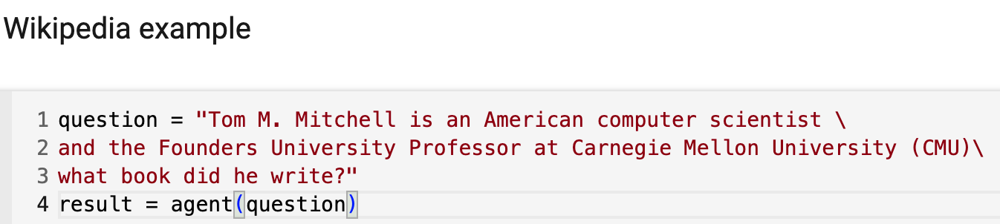 Wikipedia example
1 question = "Tom M. Mitchell is an American computer scientist \
2 and the Founders University Professor at Carnegie Mellon University (CMU)\
3 what book did he write?"
4 result = agent(question)